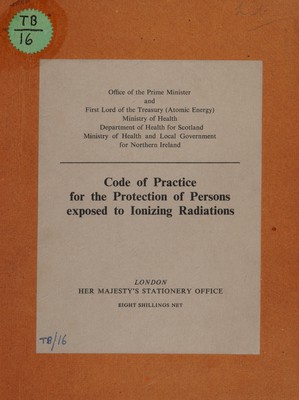 TB
16
Office of the Prime Minister
and
First Lord of the Treasury (Atomic Energy)
Ministry of Health
Department of Health for Scotland
Ministry of Health and Local Government
for Northern Ireland
Code of Practice
for the Protection of Persons
exposed to Ionizing Radiations
LONDON
HER MAJESTY'S STATIONERY OFFICE
EIGHT SHILLINGS NET
TB/16